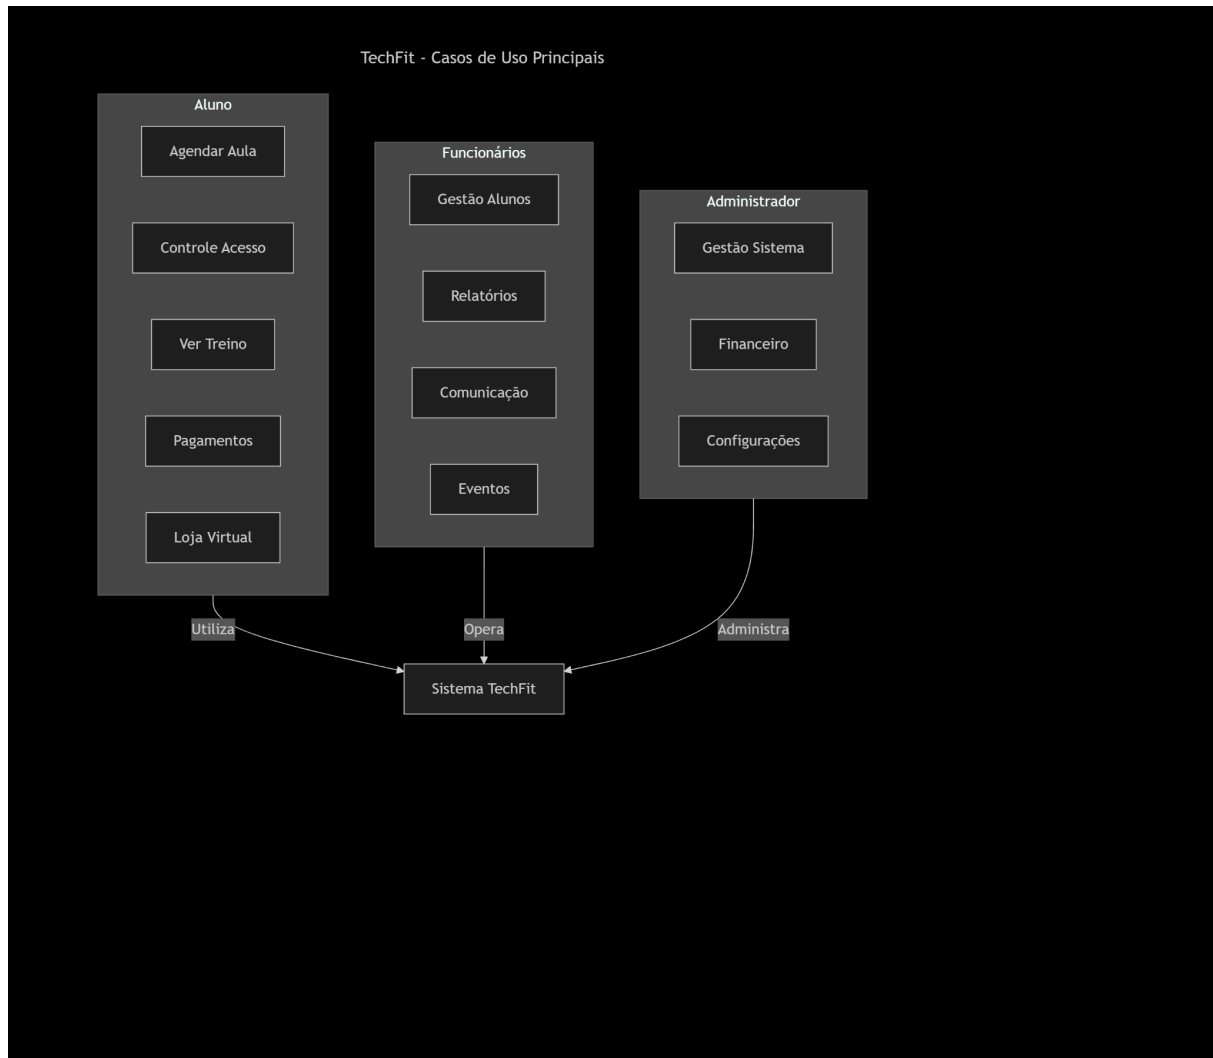 TechFit - Casos de Uso Principais
Aluno
Agendar Aula
Controle Acesso
Ver Treino
Pagamentos
Loja Virtual
Funcionários
Gestão Alunos
Relatórios
Comunicação
Eventos
Administrador
Gestão Sistema
Financeiro
Configurações
Utiliza
Opera
Administra
Sistema TechFit